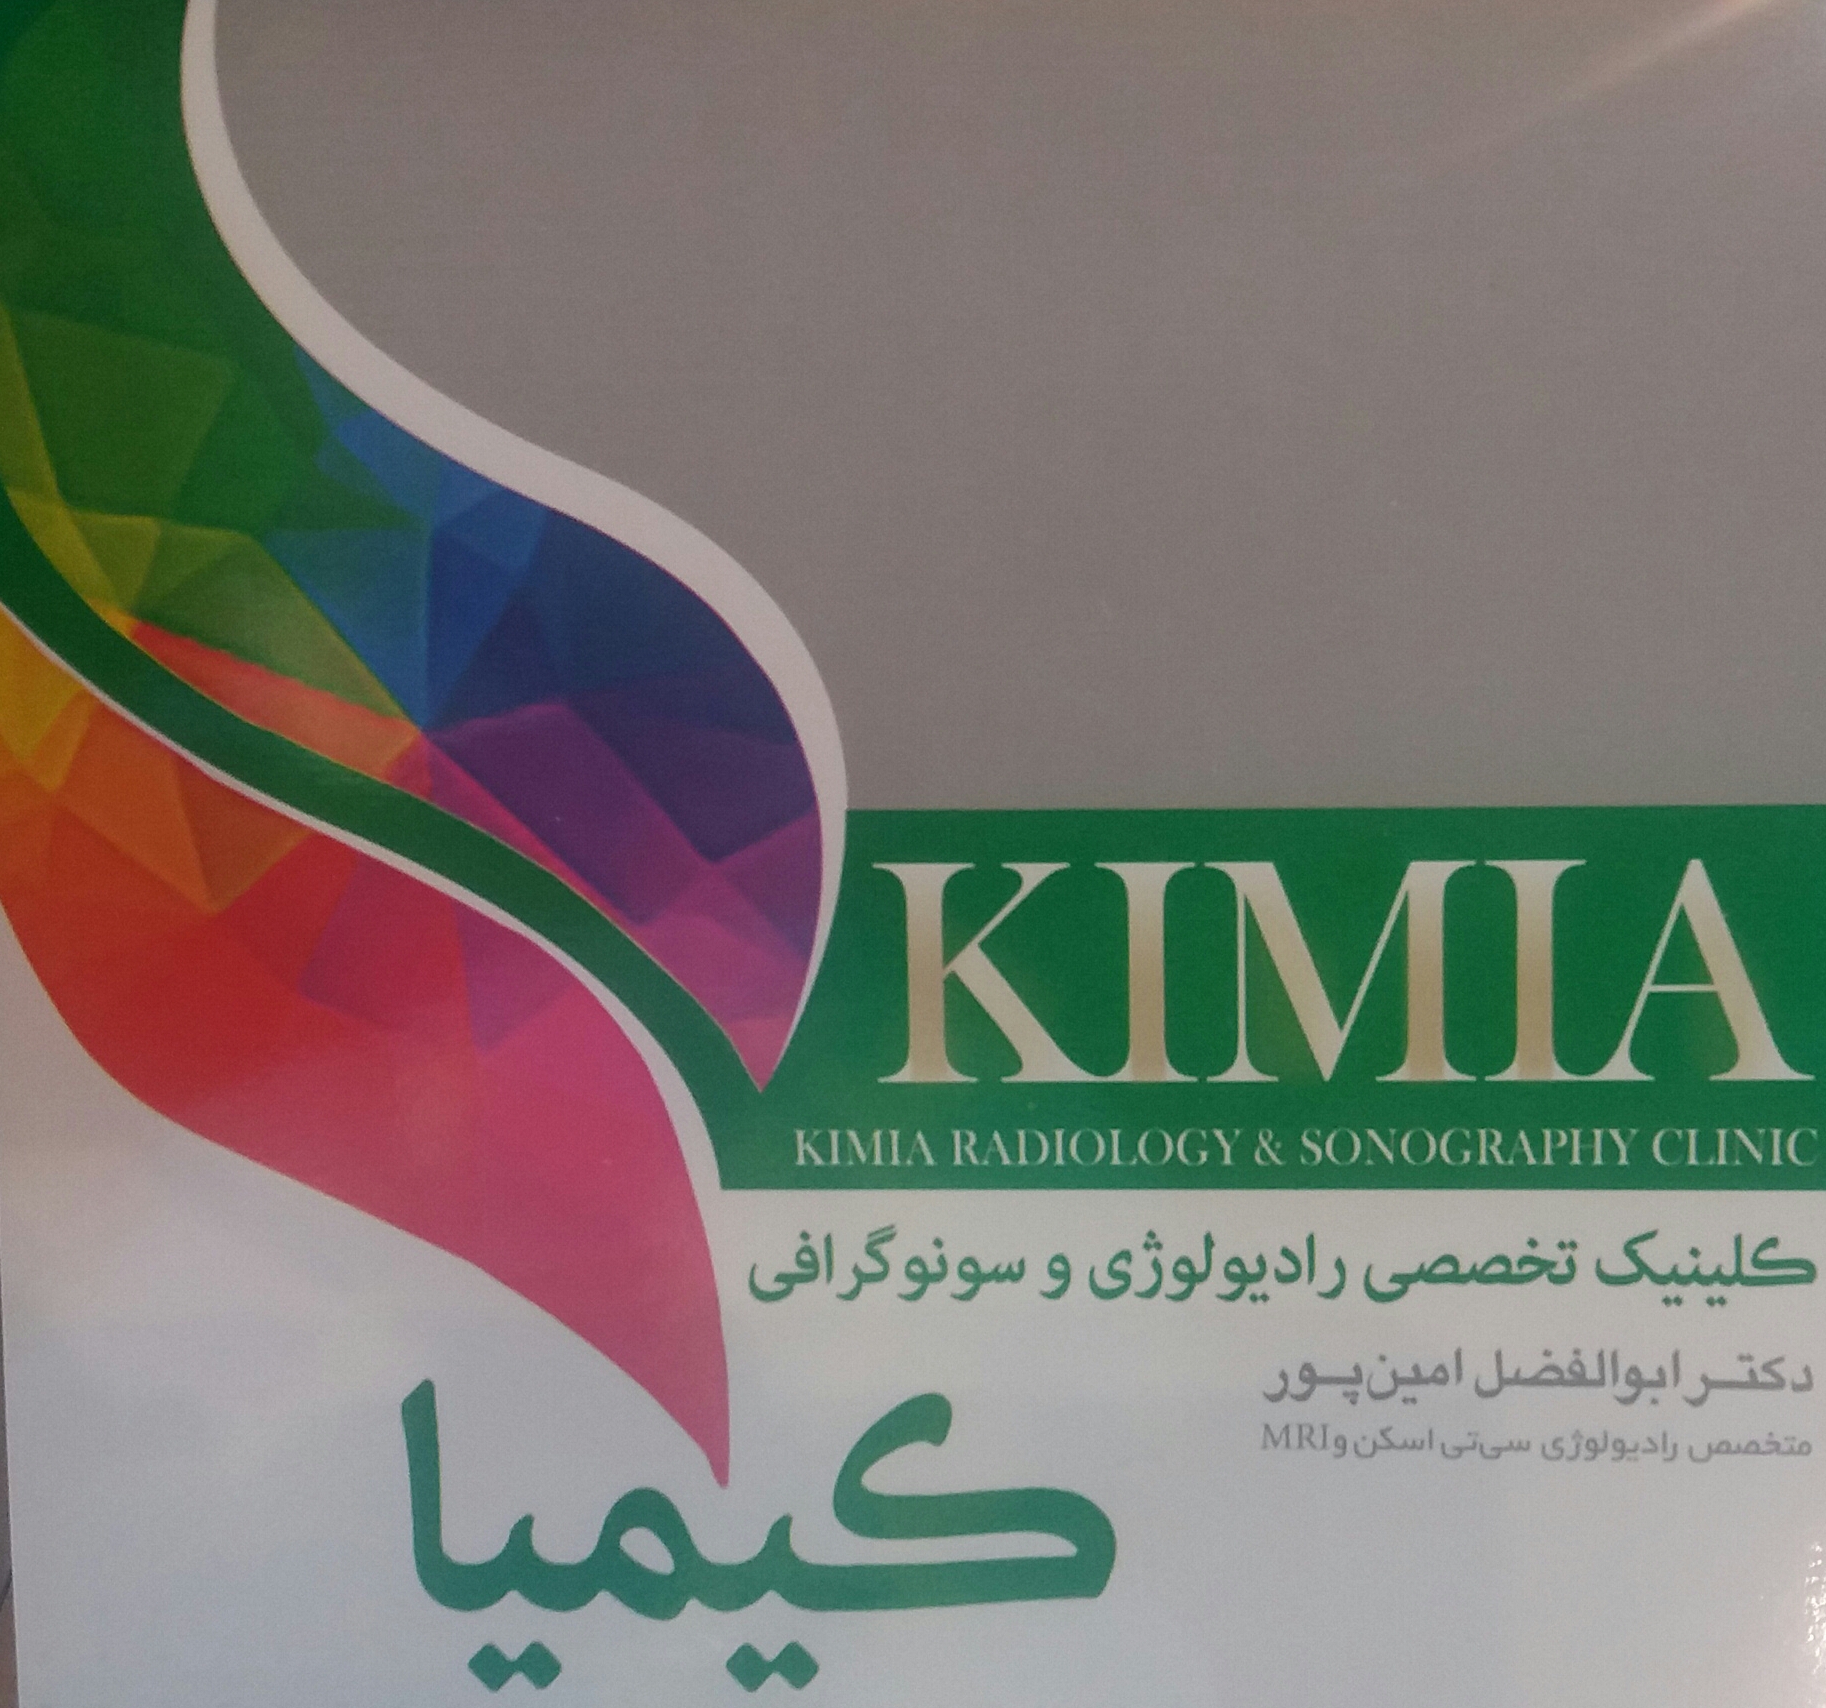 KIMIA
KIMIA RADIOLOGY & SONOGRAPHY CLINIC
کلینیک تخصصی رادیولوژی و سونوگرافی
دکتر ابوالفضل امین‌پور
متخصص رادیولوژی سی‌تی اسکن و MRI
کیمیا